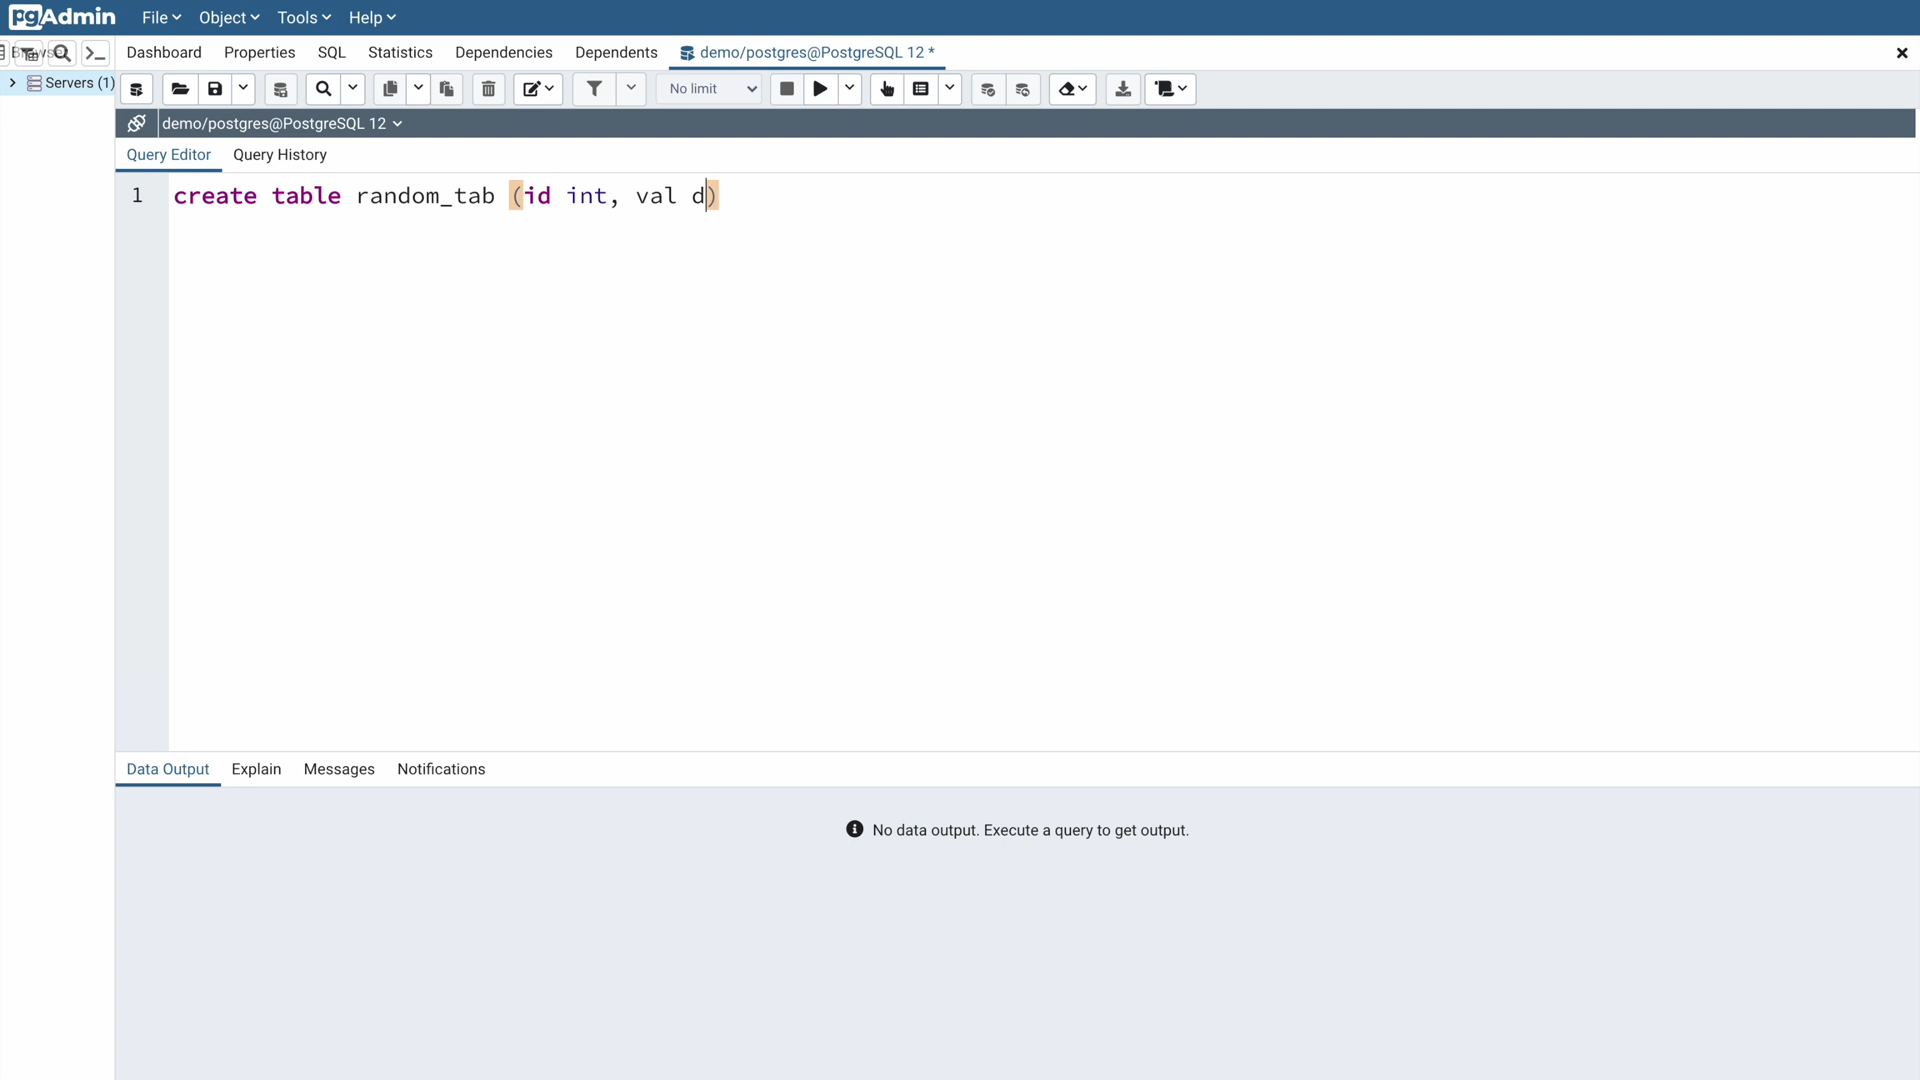 pgAdmin File Object Tools Help
Dashboard Properties SQL Statistics Dependencies Dependents demo/postgres@PostgreSQL 12 *
Servers (1)
No limit
demo/postgres@PostgreSQL 12
Query Editor Query History
1 create table random_tab (id int, val d)
Data Output Explain Messages Notifications
No data output. Execute a query to get output.